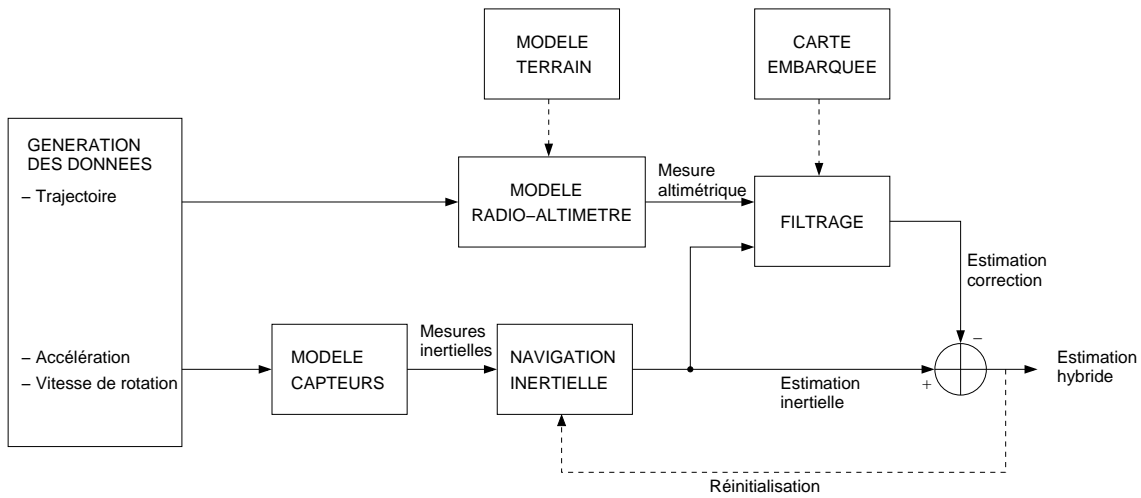 MODELE
TERRAIN
CARTE
EMBARQUEE
GENERATION
DES DONNEES
− Trajectoire
MODELE
RADIO−ALTIMETRE
Mesure
altimétrique
FILTRAGE
Estimation
correction
− Accélération
− Vitesse de rotation
MODELE
CAPTEURS
Mesures
inertielles
NAVIGATION
INERTIELLE
Estimation
inertielle
−
+
Estimation
hybride
Réinitialisation